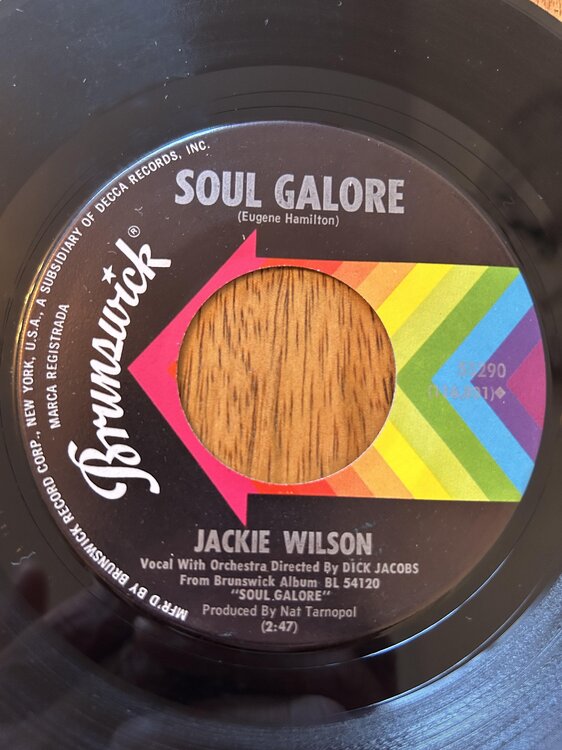 SOUL GALORE
(Eugene Hamilton)
Brunswick®
MFR'D BY BRUNSWICK RECORD CORP., NEW YORK, U.S.A., A SUBSIDIARY OF DECCA RECORDS, INC.
MARCA REGISTRADA
JACKIE WILSON
Vocal With Orchestra Directed By DICK JACOBS
From Brunswick Album BL 54120
"SOUL GALORE"
Produced By Nat Tarnopol
(2:47)